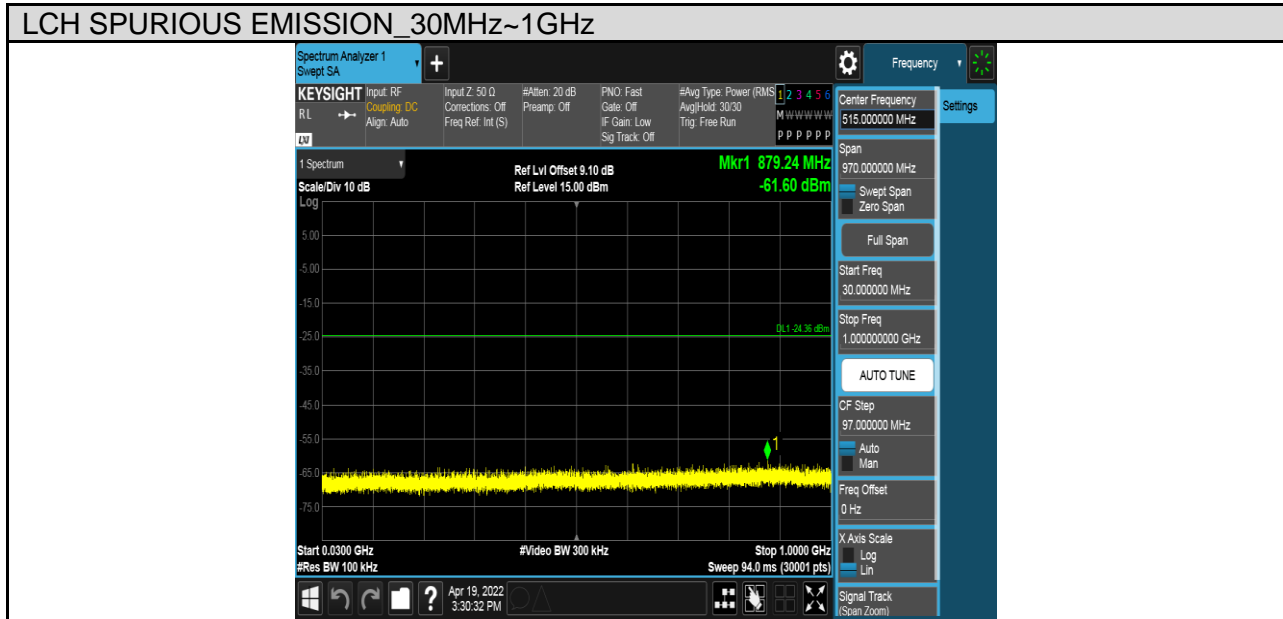 LCH SPURIOUS EMISSION_30MHz~1GHz
Spectrum Analyzer 1
Swept SA
Frequency
KEYSIGHT
RL
LXI
Input: RF
Coupling: DC
Align: Auto
Input Z: 50 Ω
Corrections: Off
Freq Ref: Int (S)
#Atten: 20 dB
Preamp: Off
PNO: Fast
Gate: Off
IF Gain: Low
Sig Track: Off
#Avg Type: Power (RMS
Avg|Hold: 30/30
Trig: Free Run
1 2 3 4 5 6
M W W W W W
P P P P P P
1 Spectrum
Scale/Div 10 dB
Log
Ref Lvl Offset 9.10 dB
Ref Level 15.00 dBm
Mkr1 879.24 MHz
-61.60 dBm
5.00
-5.00
-15.0
-25.0
-35.0
-45.0
-55.0
-65.0
-75.0
DL1 -24.36 dBm
1
Start 0.0300 GHz
#Res BW 100 kHz
#Video BW 300 kHz
Stop 1.0000 GHz
Sweep 94.0 ms (30001 pts)
Center Frequency
515.000000 MHz
Settings
Span
970.000000 MHz
Swept Span
Zero Span
Full Span
Start Freq
30.000000 MHz
Stop Freq
1.000000000 GHz
AUTO TUNE
CF Step
97.000000 MHz
Auto
Man
Freq Offset
0 Hz
X Axis Scale
Log
Lin
Signal Track
(Span Zoom)
?
Apr 19, 2022
3:30:32 PM